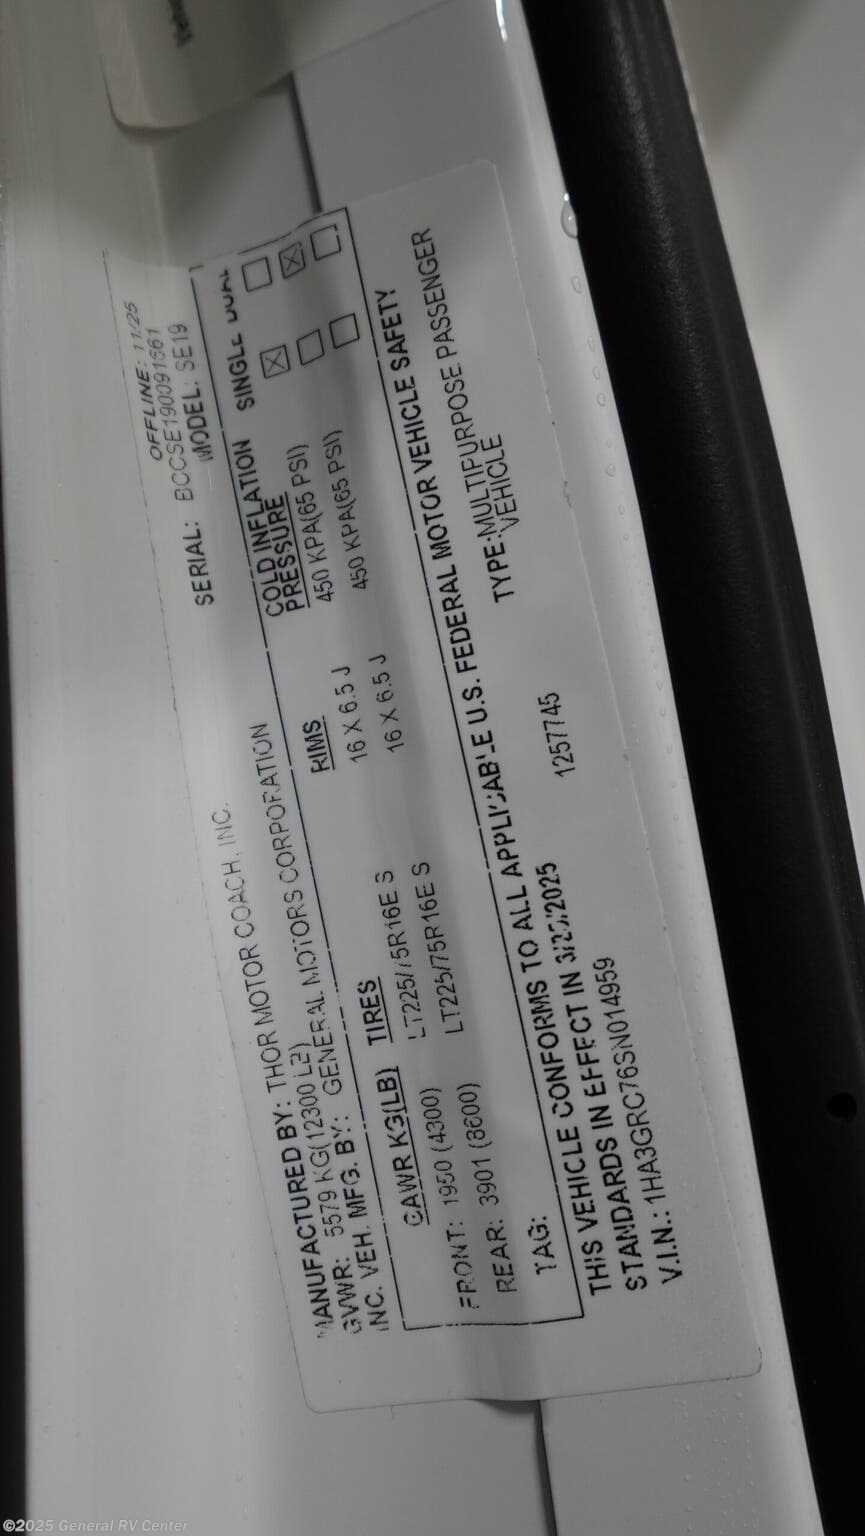 OFFLINE: 11/25
SERIAL: BCCSE190091661
MODEL: SE19
MANUFACTURED BY: THOR MOTOR COACH, INC.
GVWR: 5579 KG(12300 LB)
INC. VEH. MFG. BY: GENERAL MOTORS CORPORATION
GAWR KG(LB) TIRES RIMS COLD INFLATION PRESSURE SINGLE DUAL
FRONT: 1950 (4300) LT225/75R16E S 16 X 6.5 J 450 KPA(65 PSI)
REAR: 3901 (8600) LT225/75R16E S 16 X 6.5 J 450 KPA(65 PSI)
TAG:
THIS VEHICLE CONFORMS TO ALL APPLICABLE U.S. FEDERAL MOTOR VEHICLE SAFETY
STANDARDS IN EFFECT IN
1257745
TYPE:MULTIPURPOSE PASSENGER
VEHICLE
V.I.N.: 1HA3GRC76SN014959
©2025 General RV Center